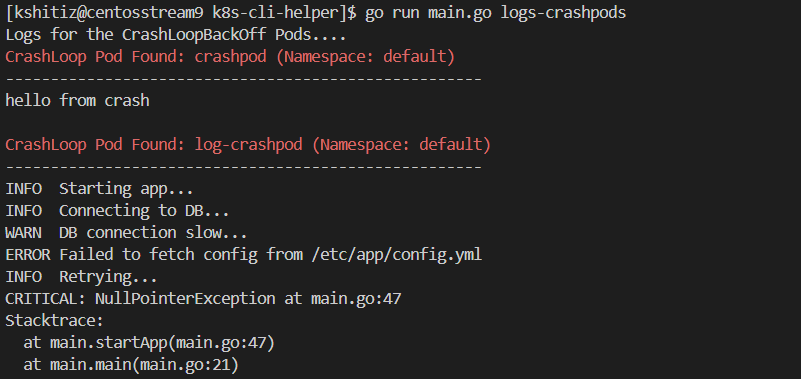 [kshitiz@centosstream9 k8s-cli-helper]$ go run main.go logs-crashpods
Logs for the CrashLoopBackOff Pods....
CrashLoop Pod Found: crashpod (Namespace: default)
-----------------------------------------------------
hello from crash

CrashLoop Pod Found: log-crashpod (Namespace: default)
-----------------------------------------------------
INFO  Starting app...
INFO  Connecting to DB...
WARN  DB connection slow...
ERROR Failed to fetch config from /etc/app/config.yml
INFO  Retrying...
CRITICAL: NullPointerException at main.go:47
Stacktrace:
  at main.startApp(main.go:47)
  at main.main(main.go:21)